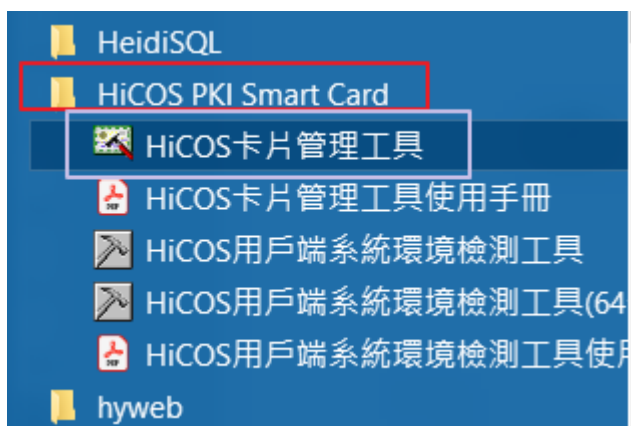 HeidiSQL
HiCOS PKI Smart Card
HiCOS卡片管理工具
HiCOS卡片管理工具使用手冊
HiCOS用戶端系統環境檢測工具
HiCOS用戶端系統環境檢測工具(64
HiCOS用戶端系統環境檢測工具使
hyweb